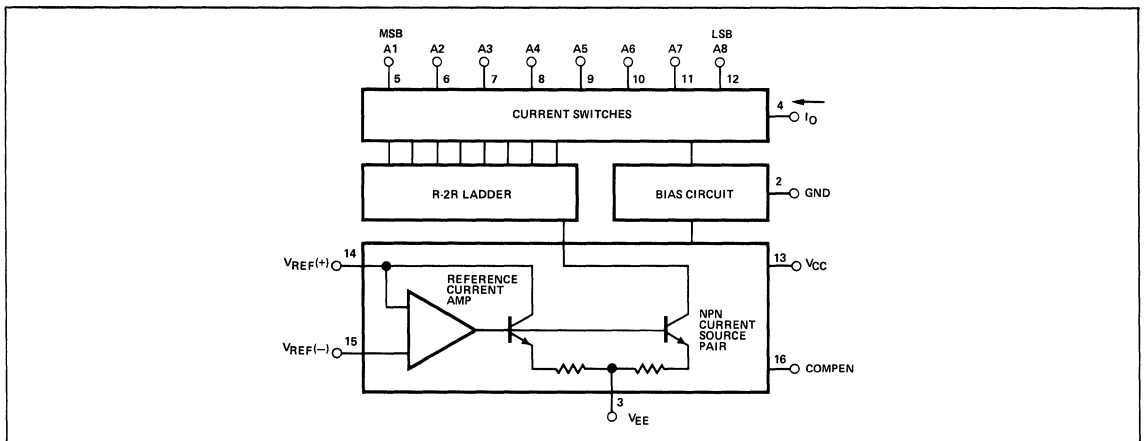 MSB LSB
A1 A2 A3 A4 A5 A6 A7 A8
5 6 7 8 9 10 11 12
CURRENT SWITCHES
4
IO
R-2R LADDER
BIAS CIRCUIT
2
GND
14
VREF(+)
REFERENCE
CURRENT
AMP
13
VCC
NPN
CURRENT
SOURCE
PAIR
15
VREF(−)
16
COMPEN
3
VEE